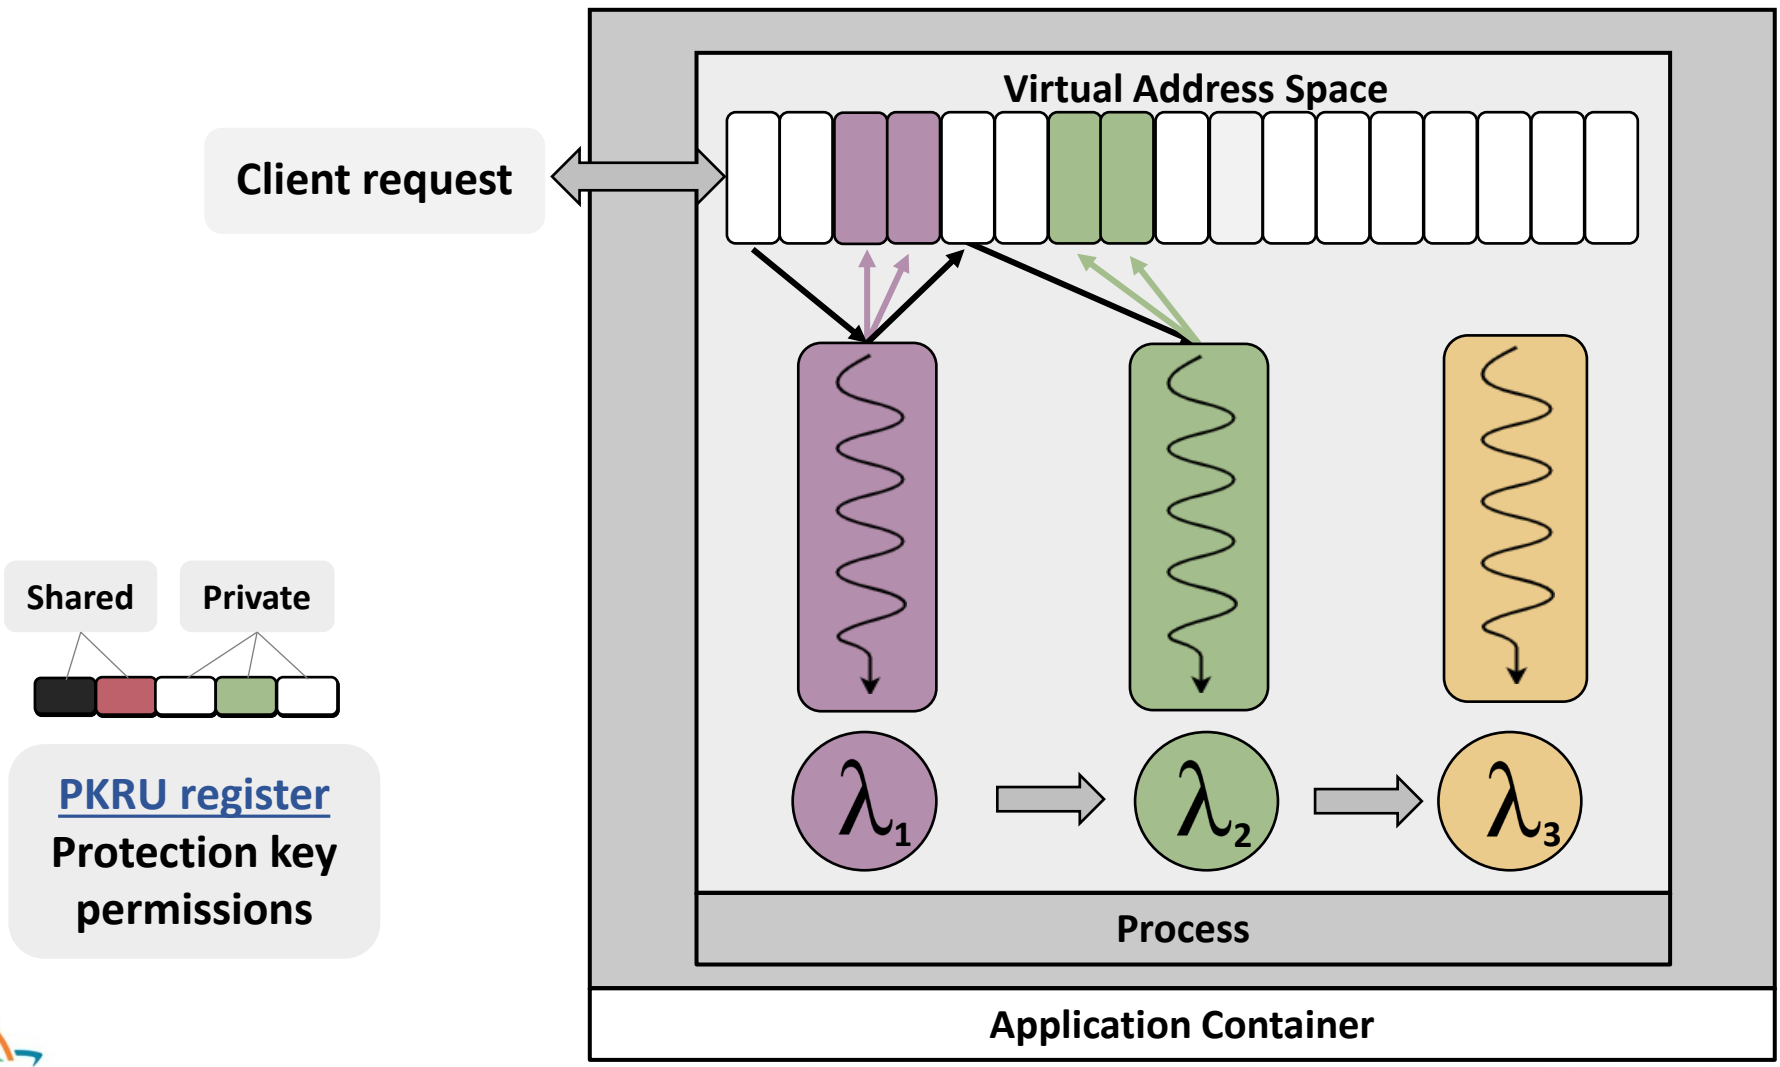 Virtual Address Space
Client request
Shared
Private
PKRU register
Protection key
permissions
λ1
λ2
λ3
Process
Application Container